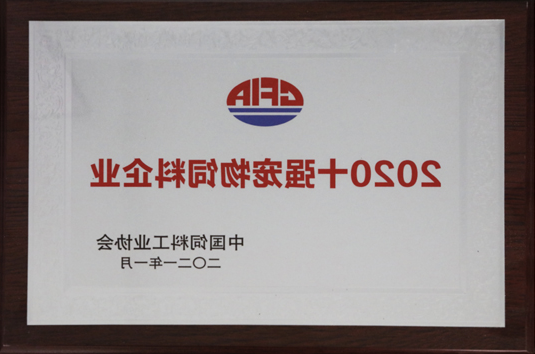 CFIA
2020十强宠物饲料企业
中国饲料工业协会
二〇二一年一月